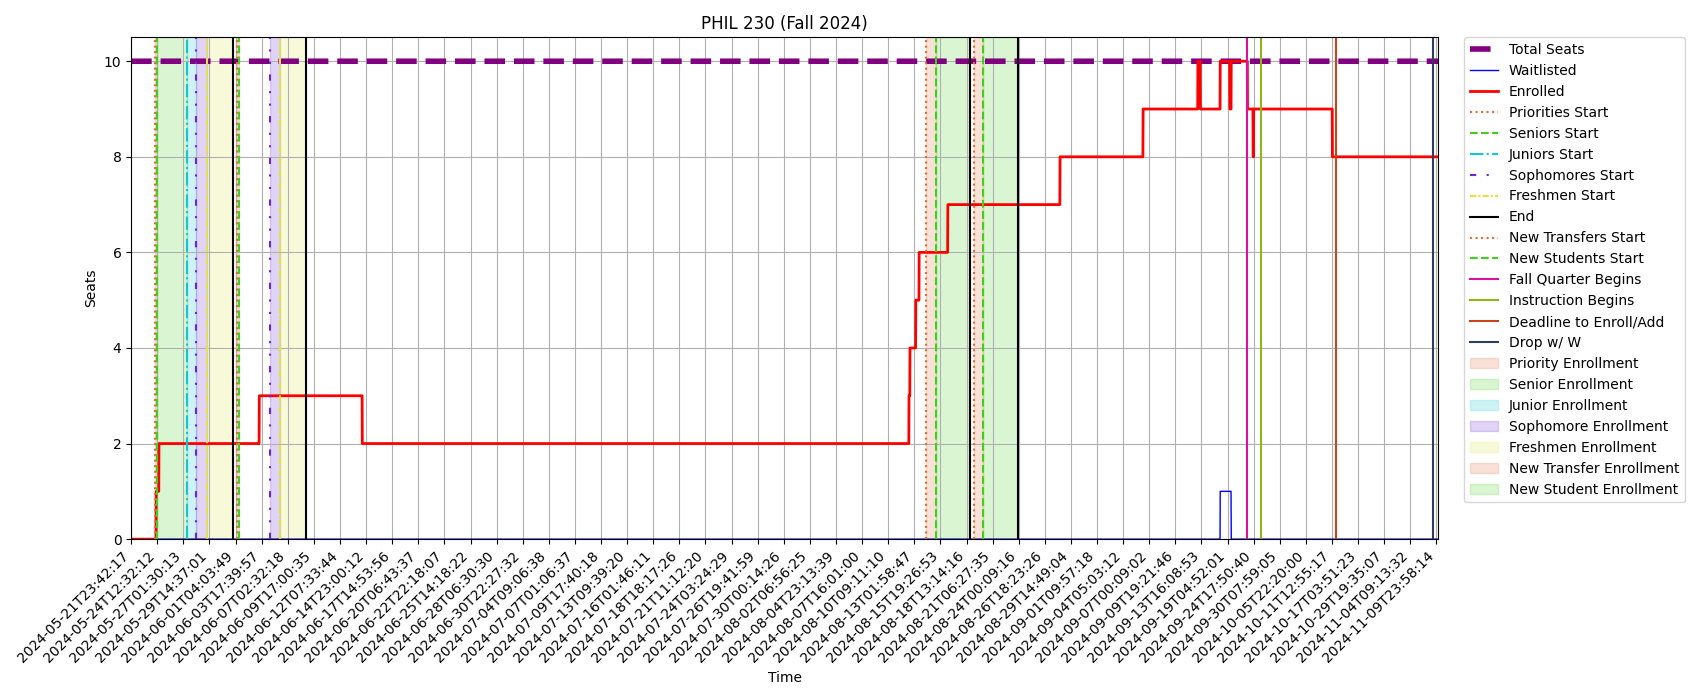 PHIL 230 (Fall 2024)
Seats
10
8
6
4
2
0
2024-05-21T23:42:17
2024-05-24T12:32:12
2024-05-27T01:30:13
2024-05-29T14:37:01
2024-06-01T04:03:49
2024-06-03T17:39:57
2024-06-07T02:32:18
2024-06-09T17:00:35
2024-06-12T07:33:44
2024-06-14T23:00:12
2024-06-17T14:53:56
2024-06-20T06:43:37
2024-06-22T22:18:07
2024-06-25T14:18:22
2024-06-28T06:30:30
2024-06-30T22:27:32
2024-07-04T09:06:38
2024-07-07T01:06:37
2024-07-09T17:40:18
2024-07-13T09:39:20
2024-07-16T01:46:11
2024-07-18T18:17:26
2024-07-21T11:12:20
2024-07-24T03:24:29
2024-07-26T19:41:59
2024-07-30T00:14:26
2024-08-02T06:56:25
2024-08-04T23:13:39
2024-08-07T16:01:00
2024-08-10T09:11:10
2024-08-13T01:58:47
2024-08-15T19:26:53
2024-08-18T13:14:16
2024-08-21T06:27:35
2024-08-24T00:09:16
2024-08-26T18:23:26
2024-08-29T14:49:04
2024-09-01T09:57:18
2024-09-04T05:03:12
2024-09-07T00:09:02
2024-09-09T19:21:46
2024-09-13T16:08:53
2024-09-19T04:52:01
2024-09-24T17:50:40
2024-09-30T07:59:05
2024-10-05T22:20:00
2024-10-11T12:55:17
2024-10-17T03:51:23
2024-10-29T19:35:07
2024-11-04T09:13:32
2024-11-09T23:58:14
Time
Total Seats
Waitlisted
Enrolled
Priorities Start
Seniors Start
Juniors Start
Sophomores Start
Freshmen Start
End
New Transfers Start
New Students Start
Fall Quarter Begins
Instruction Begins
Deadline to Enroll/Add
Drop w/ W
Priority Enrollment
Senior Enrollment
Junior Enrollment
Sophomore Enrollment
Freshmen Enrollment
New Transfer Enrollment
New Student Enrollment